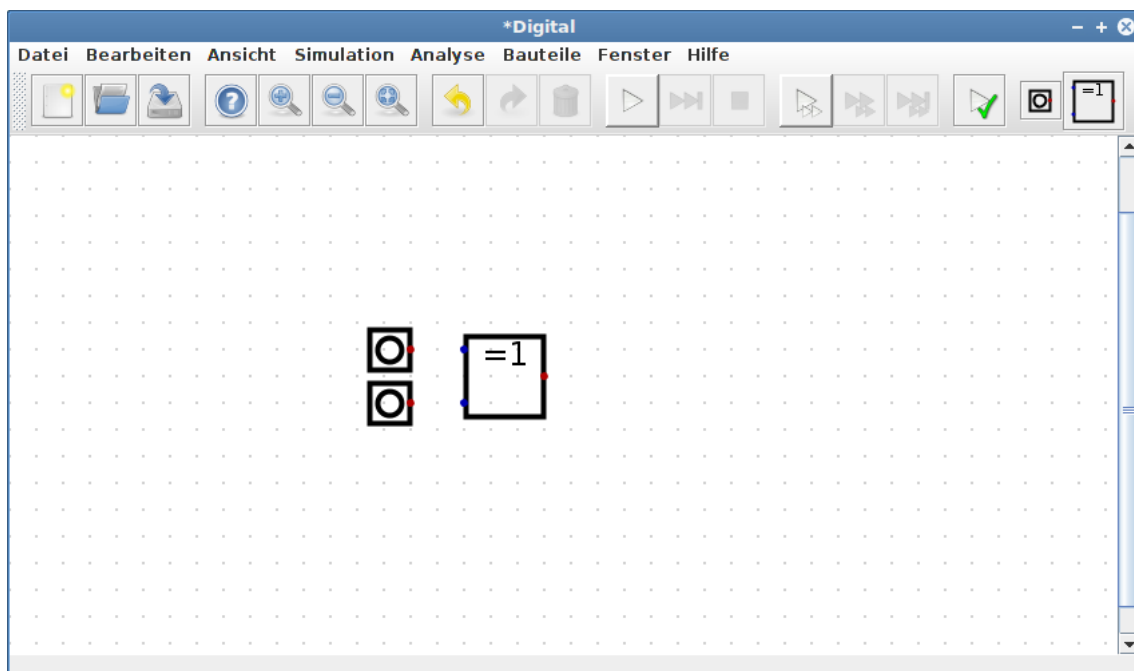 *Digital
Datei Bearbeiten Ansicht Simulation Analyse Bauteile Fenster Hilfe
=1
=1